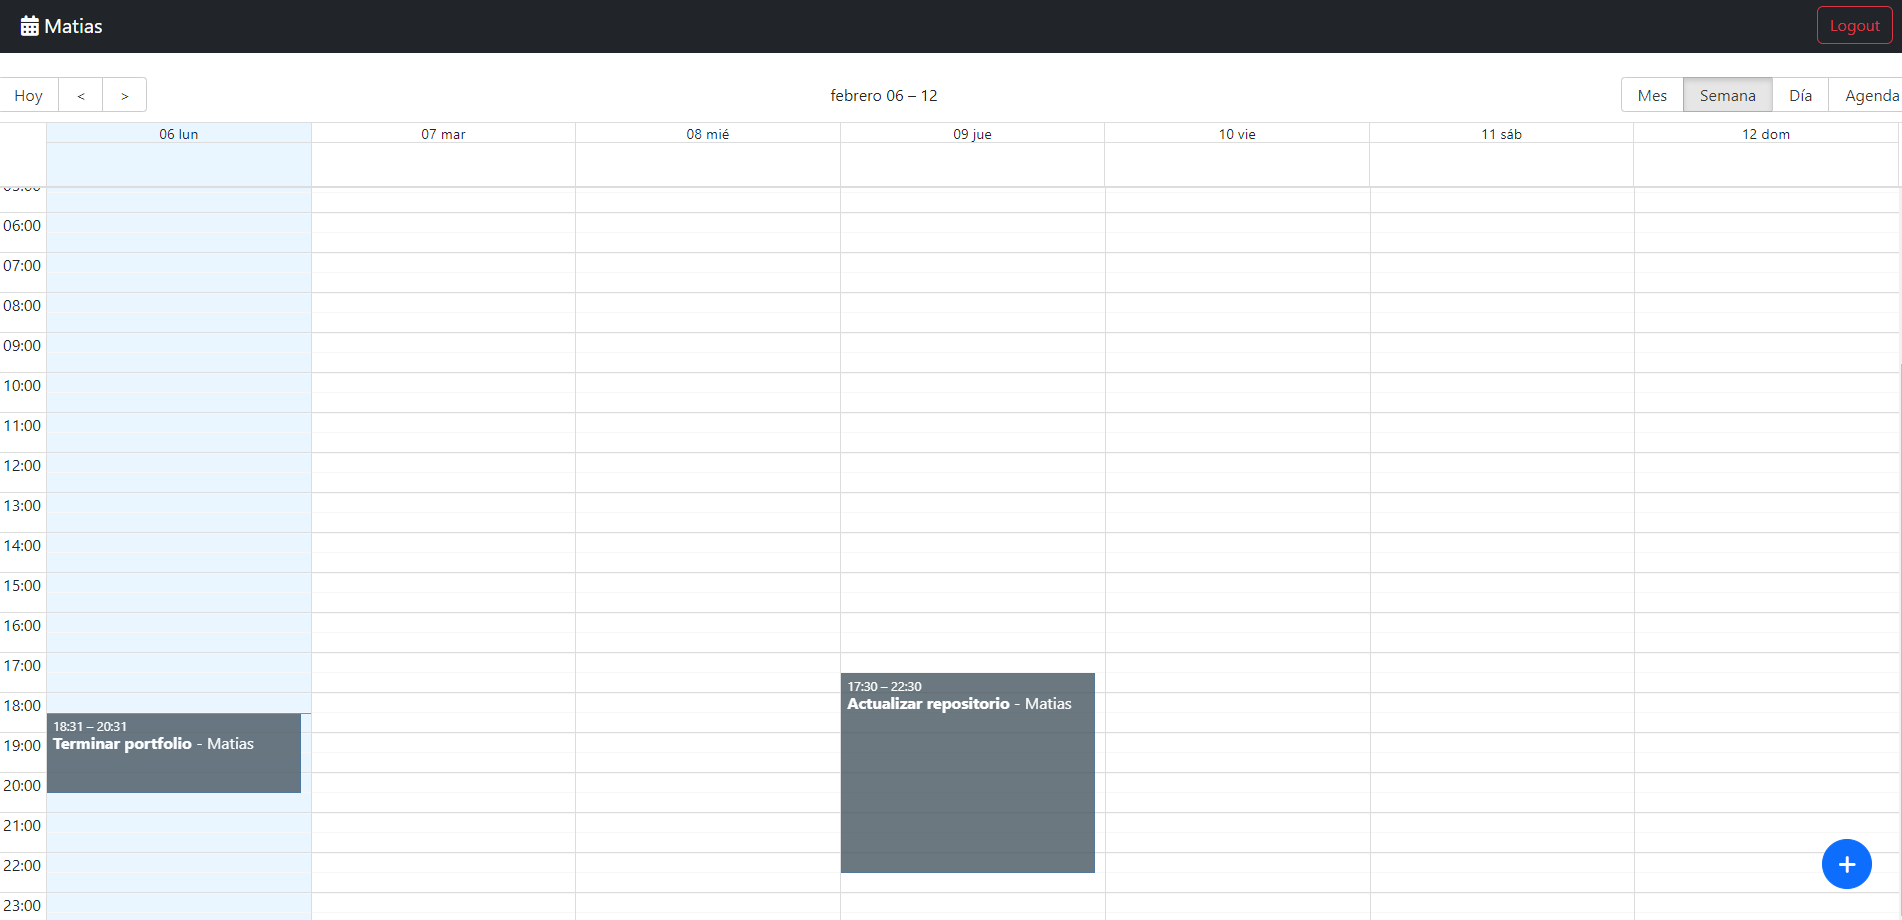 Matias
Logout
Hoy < >
febrero 06 – 12
Mes Semana Día Agenda
06 lun 07 mar 08 mié 09 jue 10 vie 11 sáb 12 dom
06:00
07:00
08:00
09:00
10:00
11:00
12:00
13:00
14:00
15:00
16:00
17:00
17:30 – 22:30
Actualizar repositorio - Matias
18:00
18:31 – 20:31
Terminar portfolio - Matias
19:00
20:00
21:00
22:00
23:00